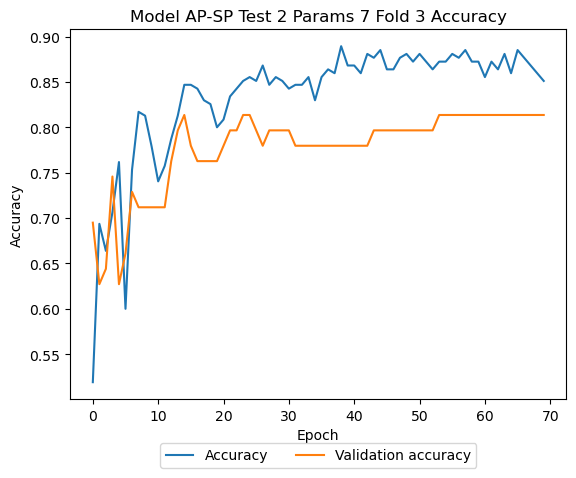 Model AP-SP Test 2 Params 7 Fold 3 Accuracy
0.90
0.85
0.80
0.75
0.70
0.65
0.60
0.55
Accuracy
0 10 20 30 40 50 60 70
Epoch
Accuracy Validation accuracy